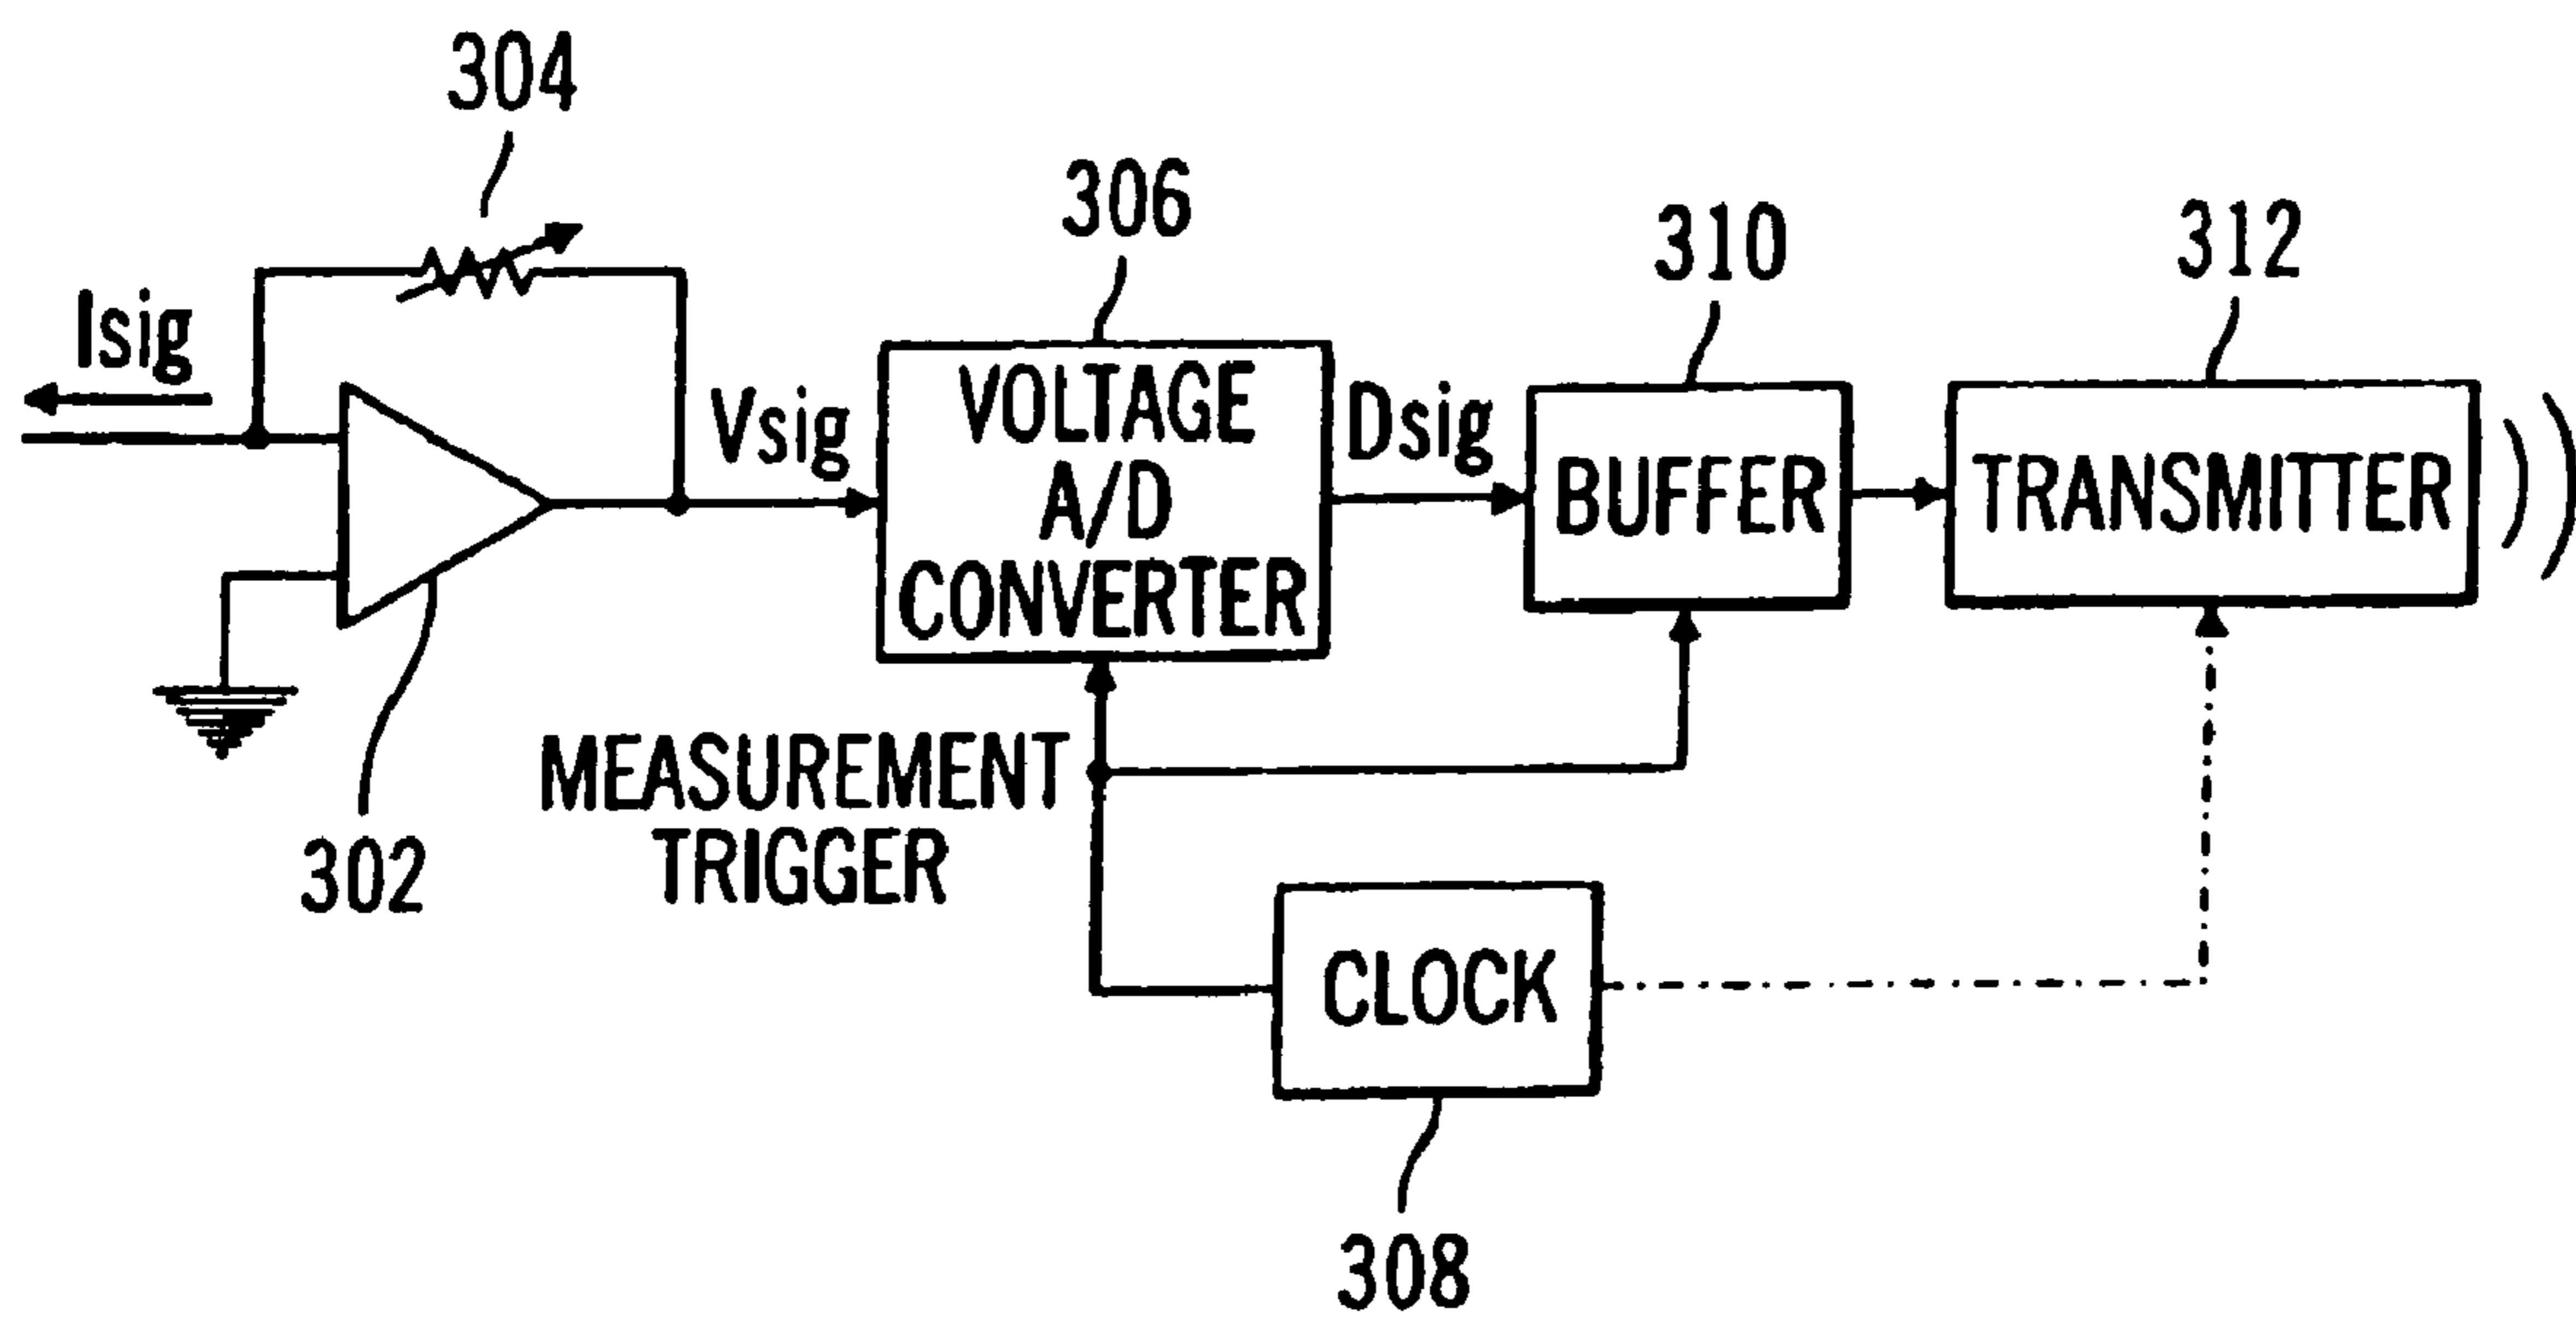 304
306
310
312
Isig
Vsig
VOLTAGE
A/D
CONVERTER
Dsig
BUFFER
TRANSMITTER
MEASUREMENT
TRIGGER
302
CLOCK
308